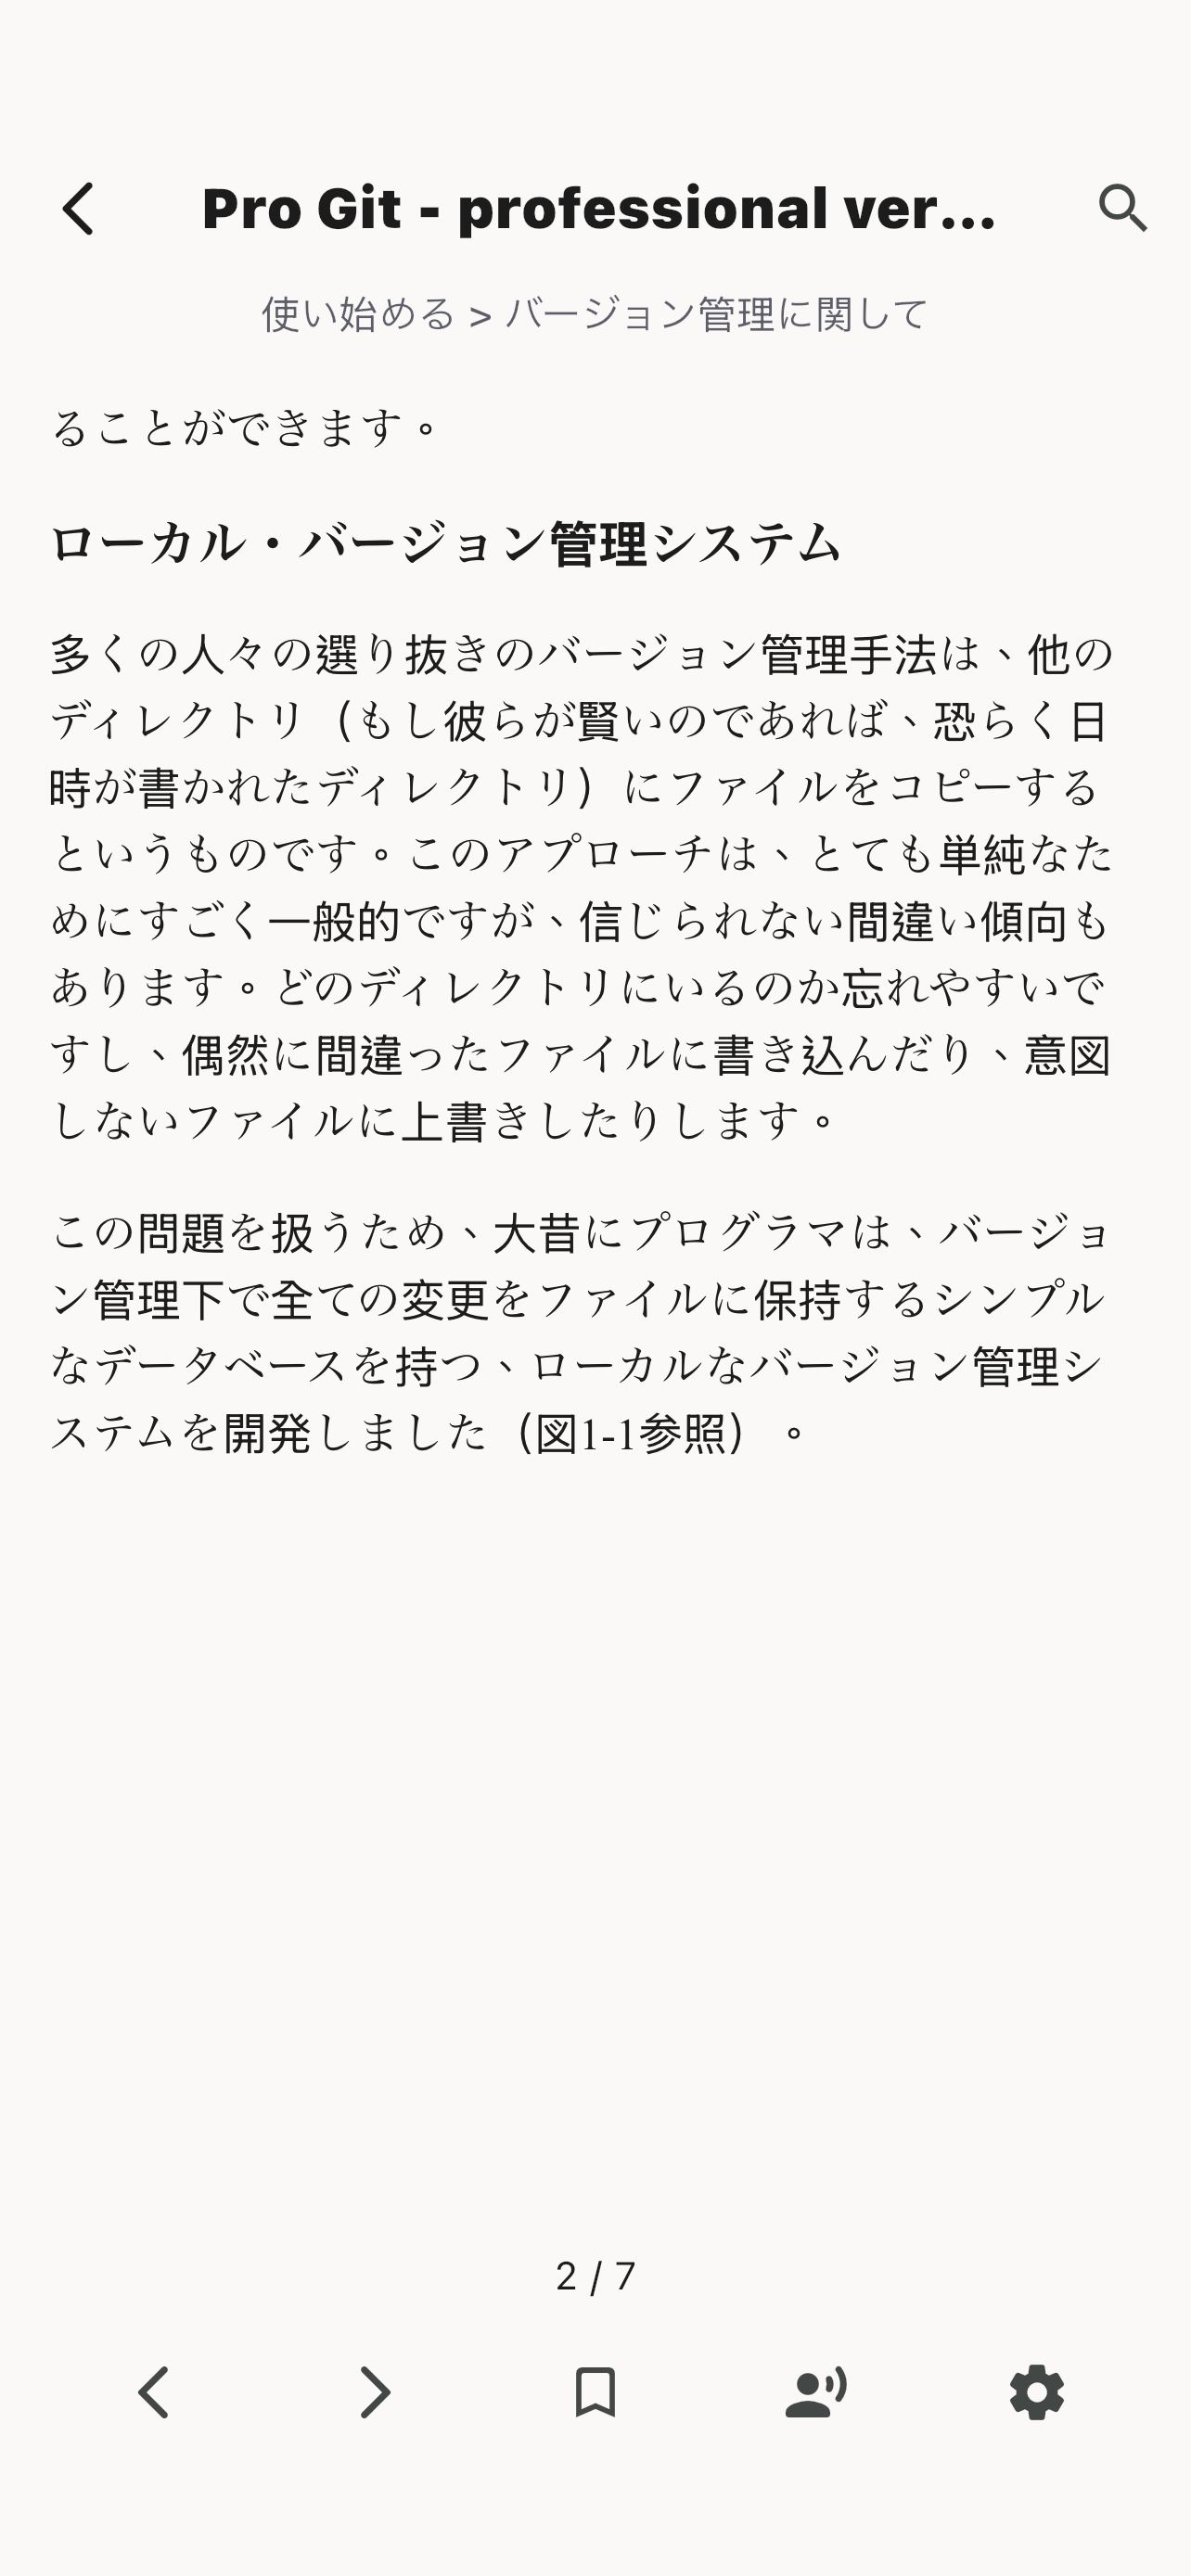 Pro Git - professional ver...
使い始める > バージョン管理に関して
ることができます。
ローカル・バージョン管理システム
多くの人々の選り抜きのバージョン管理手法は、他の
ディレクトリ（もし彼らが賢いのであれば、恐らく日
時が書かれたディレクトリ）にファイルをコピーする
というものです。このアプローチは、とても単純なた
めにすごく一般的ですが、信じられない間違い傾向も
あります。どのディレクトリにいるのか忘れやすいで
すし、偶然に間違ったファイルに書き込んだり、意図
しないファイルに上書きしたりします。
この問題を扱うため、大昔にプログラマは、バージョ
ン管理下で全ての変更をファイルに保持するシンプル
なデータベースを持つ、ローカルなバージョン管理シ
ステムを開発しました（図1-1参照）。
2 / 7